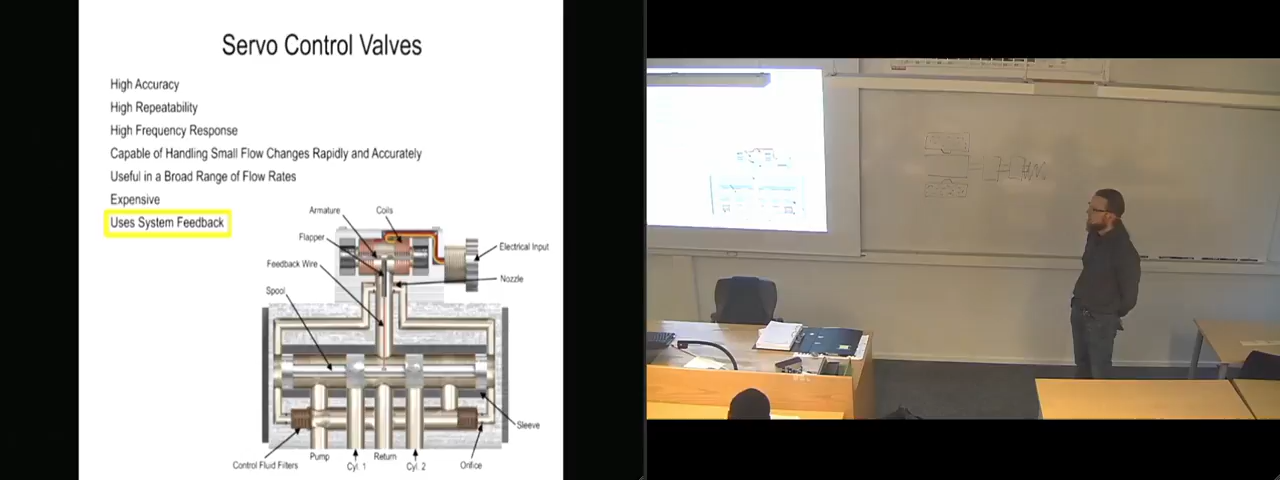 Servo Control Valves
High Accuracy
High Repeatability
High Frequency Response
Capable of Handling Small Flow Changes Rapidly and Accurately
Useful in a Broad Range of Flow Rates
Expensive
Uses System Feedback
Armature
Coils
Flapper
Electrical Input
Feedback Wire
Nozzle
Spool
Sleeve
Control Fluid Filters
Pump
Cyl. 1
Return
Cyl. 2
Orifice